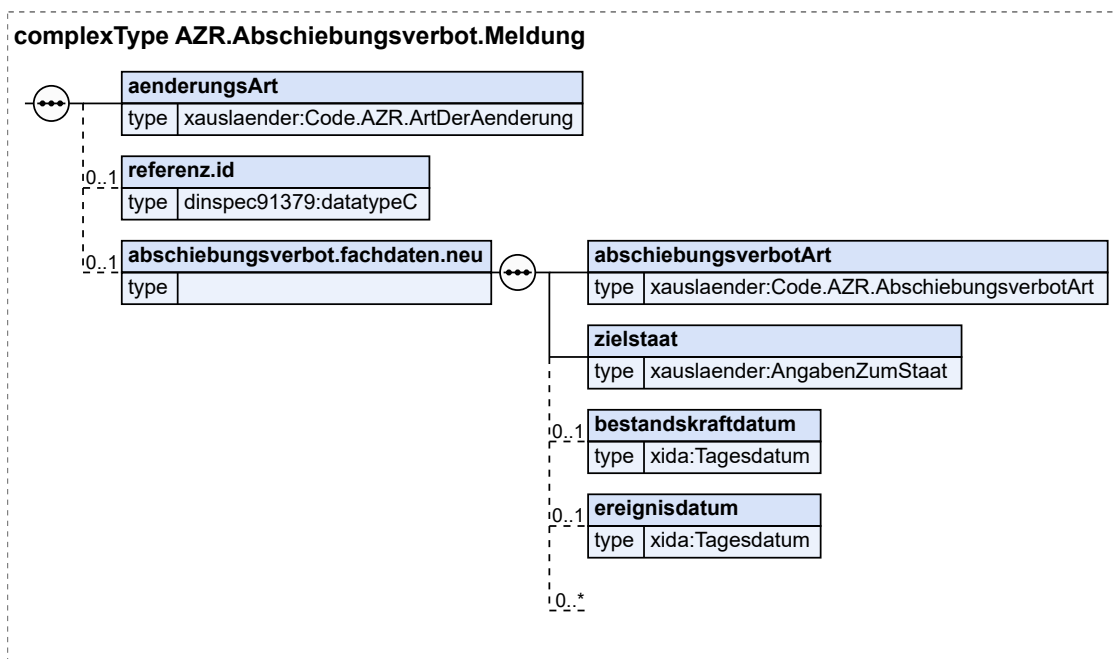 complexType AZR.Abschiebungsverbot.Meldung
aenderungsArt
type xauslaender:Code.AZR.ArtDerAenderung
0..1 referenz.id
type dinspec91379:datatypeC
0..1 abschiebungsverbot.fachdaten.neu
type
abschiebungsverbotArt
type xauslaender:Code.AZR.AbschiebungsverbotArt
zielstaat
type xauslaender:AngabenZumStaat
0..1 bestandskraftdatum
type xida:Tagesdatum
0..1 ereignisdatum
type xida:Tagesdatum
0..*